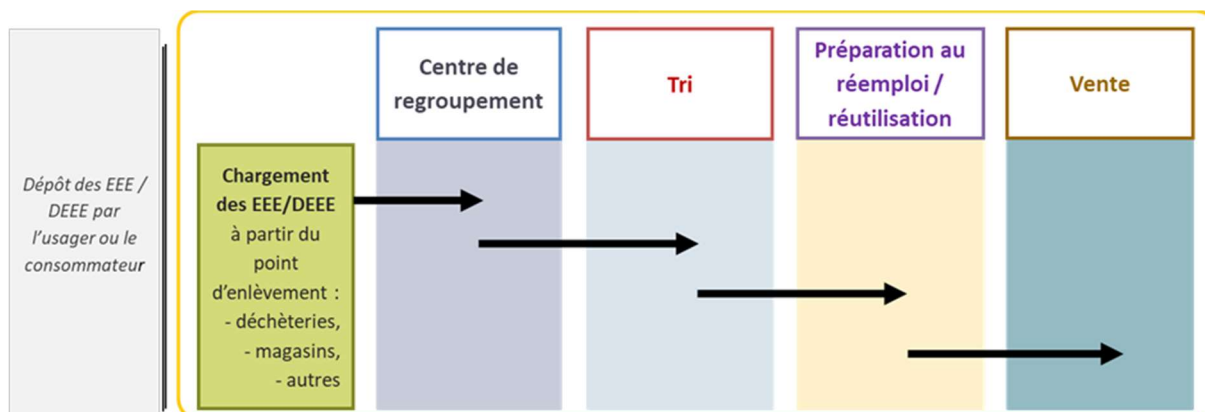 Dépôt des EEE /
DEEE par
l’usager ou le
consommateur
Chargement
des EEE/DEEE
à partir du
point
d’enlèvement :
- déchèteries,
- magasins,
- autres
Centre de
regroupement
Tri
Préparation au
réemploi /
réutilisation
Vente